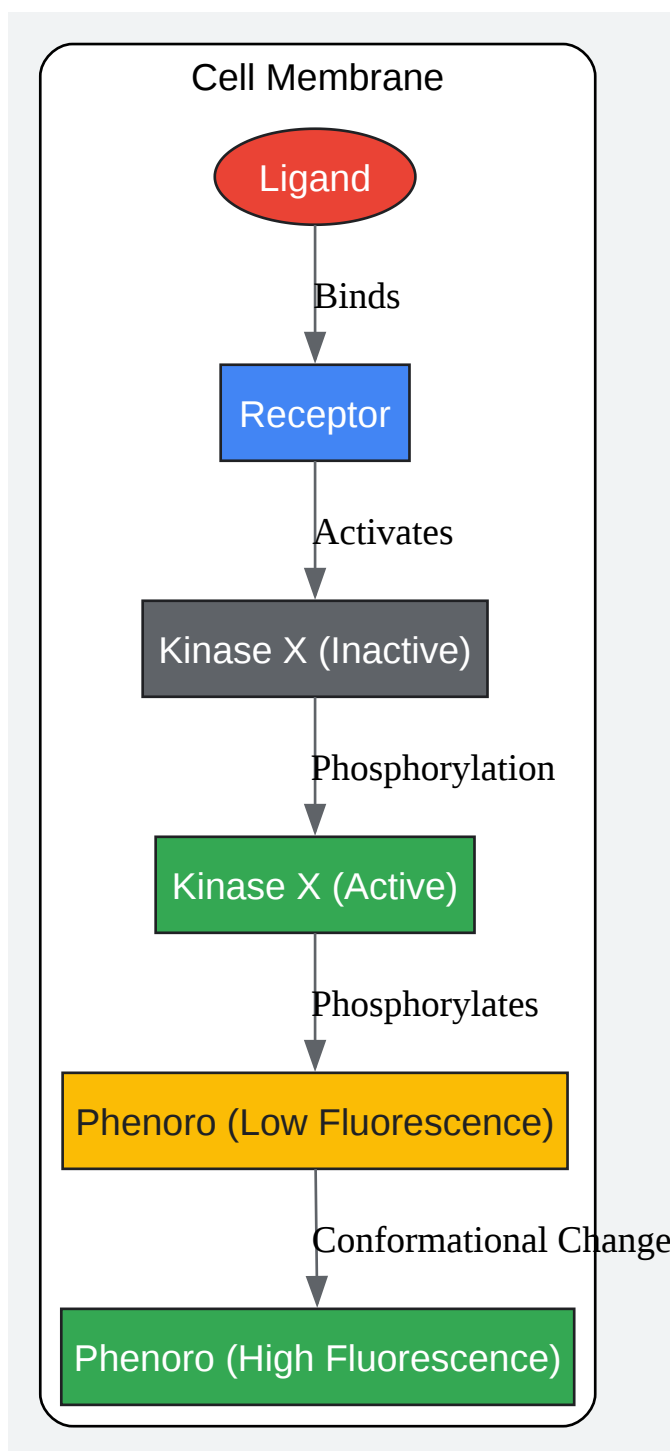 Cell Membrane
Ligand
Binds
Receptor
Activates
Kinase X (Inactive)
Phosphorylation
Kinase X (Active)
Phosphorylates
Phenoro (Low Fluorescence)
Conformational Change
Phenoro (High Fluorescence)